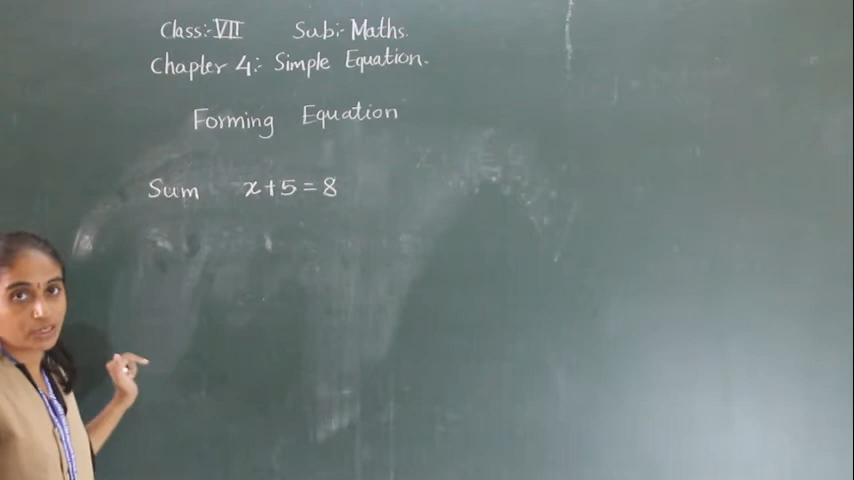 Class:- VII Sub:- Maths.
Chapter 4:- Simple Equation.
Forming Equation
Sum x+5=8